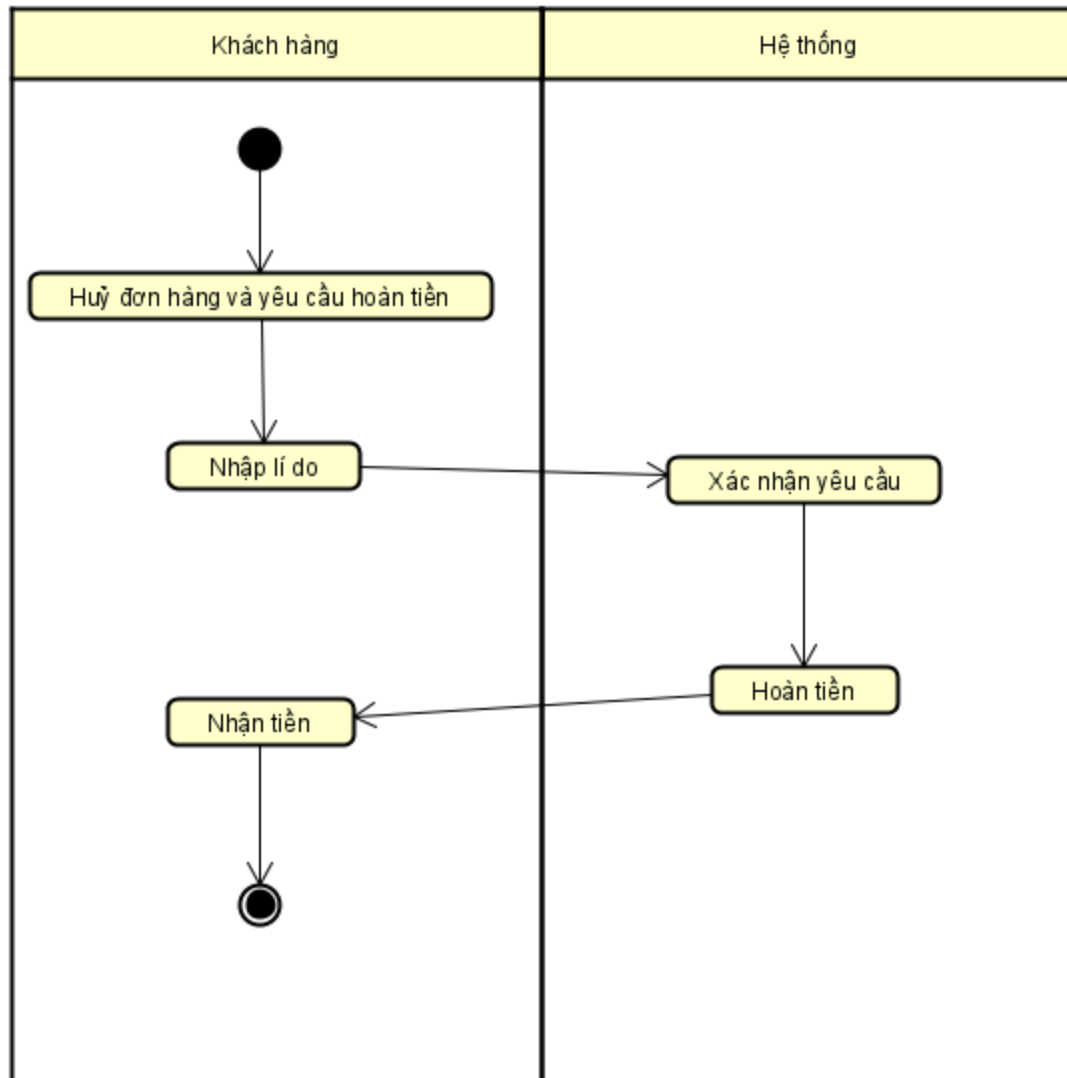 Khách hàng
Hệ thống
Huỷ đơn hàng và yêu cầu hoàn tiền
Nhập lí do
Xác nhận yêu cầu
Hoàn tiền
Nhận tiền